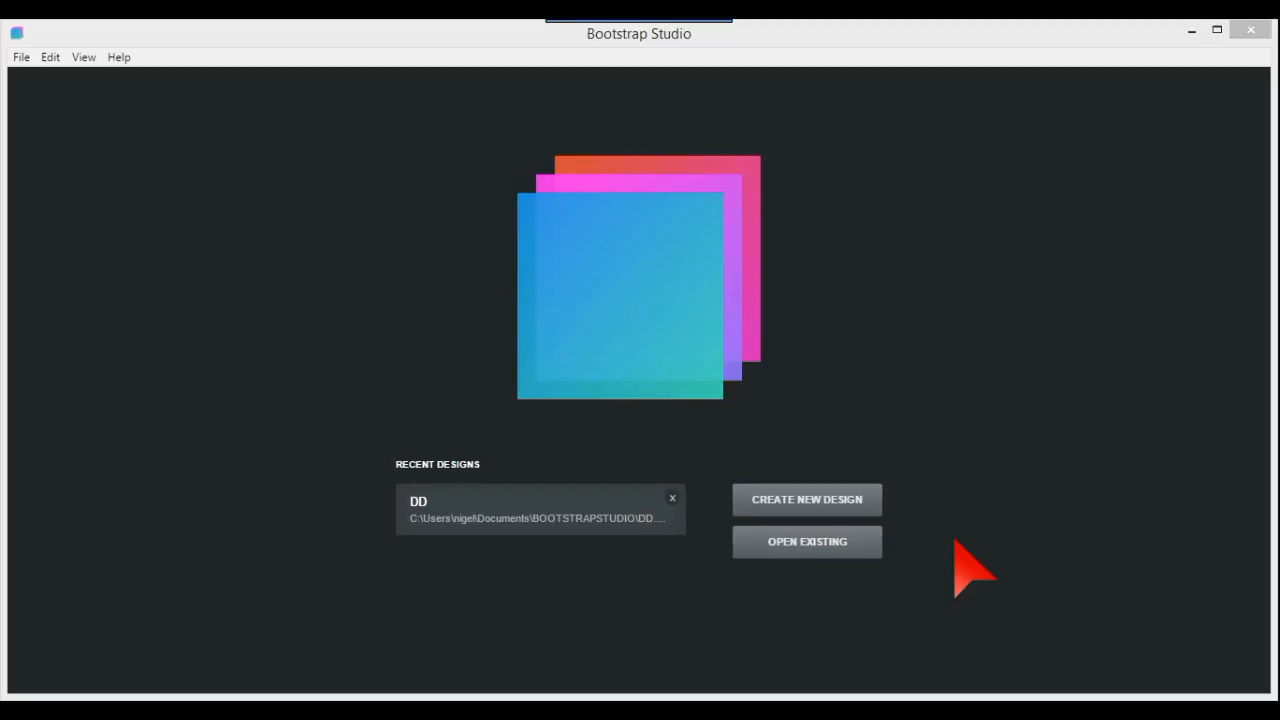 Bootstrap Studio
File Edit View Help
RECENT DESIGNS
DD
C:\Users\nigel\Documents\BOOTSTRAPSTUDIO\DD....
CREATE NEW DESIGN
OPEN EXISTING